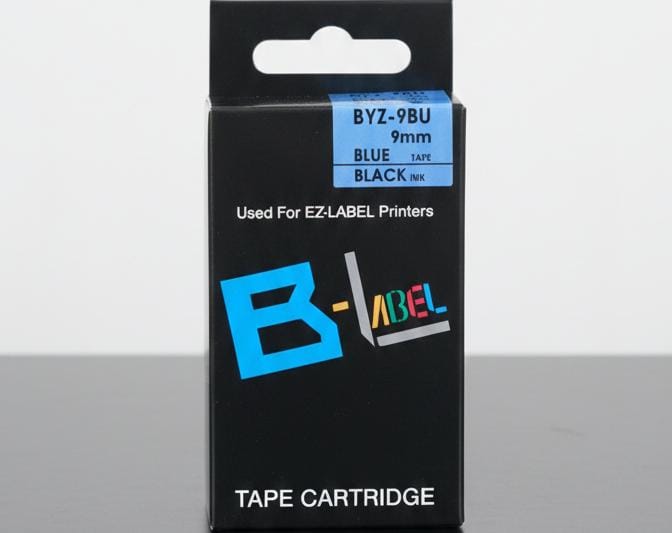 BYZ-9BU
9mm
BLUE TAPE
BLACK INK
Used For EZ-LABEL Printers
B-LABEL
TAPE CARTRIDGE